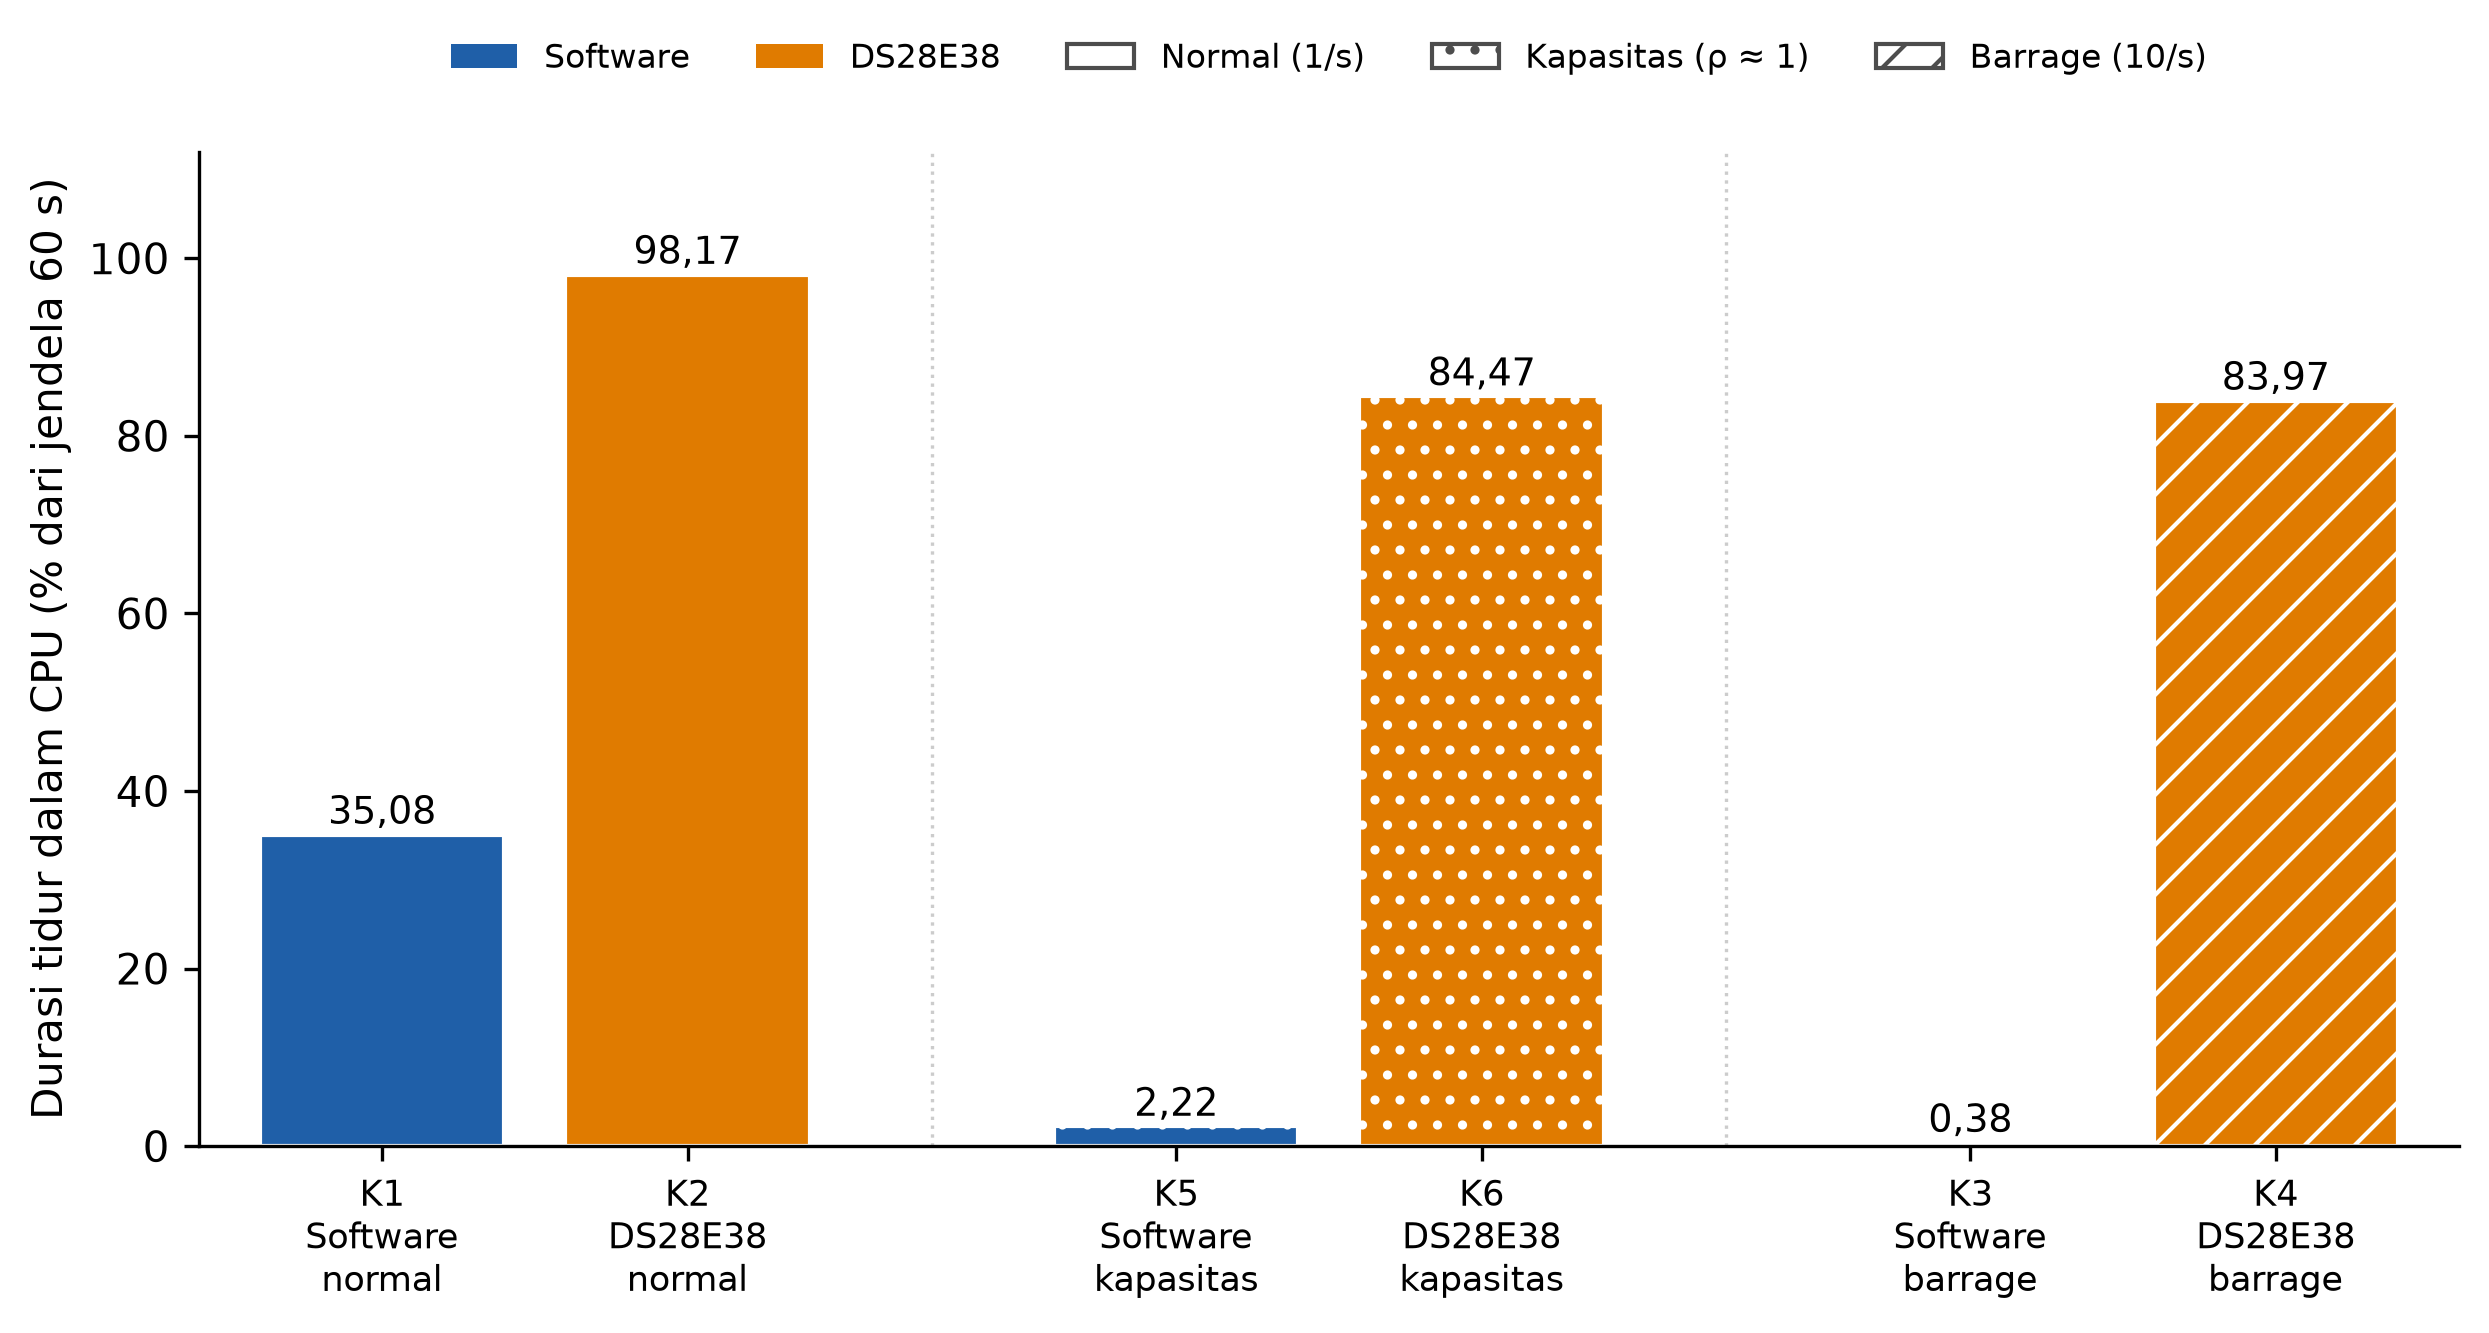 Software
DS28E38
Normal (1/s)
Kapasitas (ρ ≈ 1)
Barrage (10/s)
Durasi tidur dalam CPU (% dari jendela 60 s)
100
80
60
40
20
0
35,08
98,17
2,22
84,47
0,38
83,97
K1
Software
normal
K2
DS28E38
normal
K5
Software
kapasitas
K6
DS28E38
kapasitas
K3
Software
barrage
K4
DS28E38
barrage